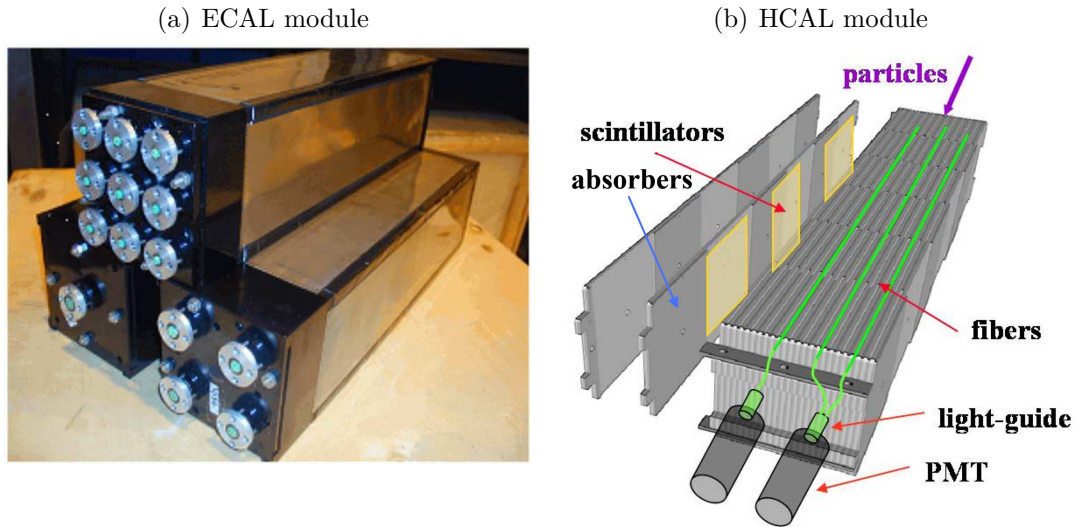 (a) ECAL module
(b) HCAL module
particles
scintillators
absorbers
fibers
light-guide
PMT